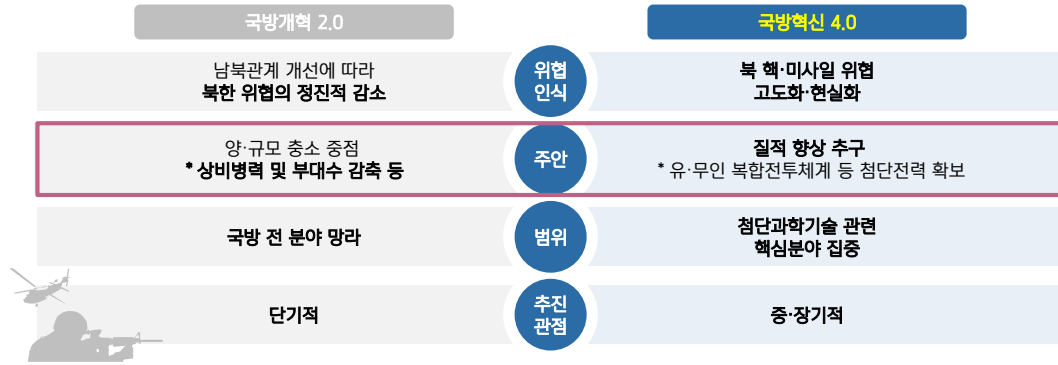 국방개혁 2.0
국방혁신 4.0
남북관계 개선에 따라
북한 위협의 정진적 감소
위협
인식
북 핵·미사일 위협
고도화·현실화
양·규모 충소 중점
* 상비병력 및 부대수 감축 등
주안
질적 향상 추구
* 유·무인 복합전투체계 등 첨단전력 확보
국방 전 분야 망라
범위
첨단과학기술 관련
핵심분야 집중
단기적
추진
관점
중·장기적